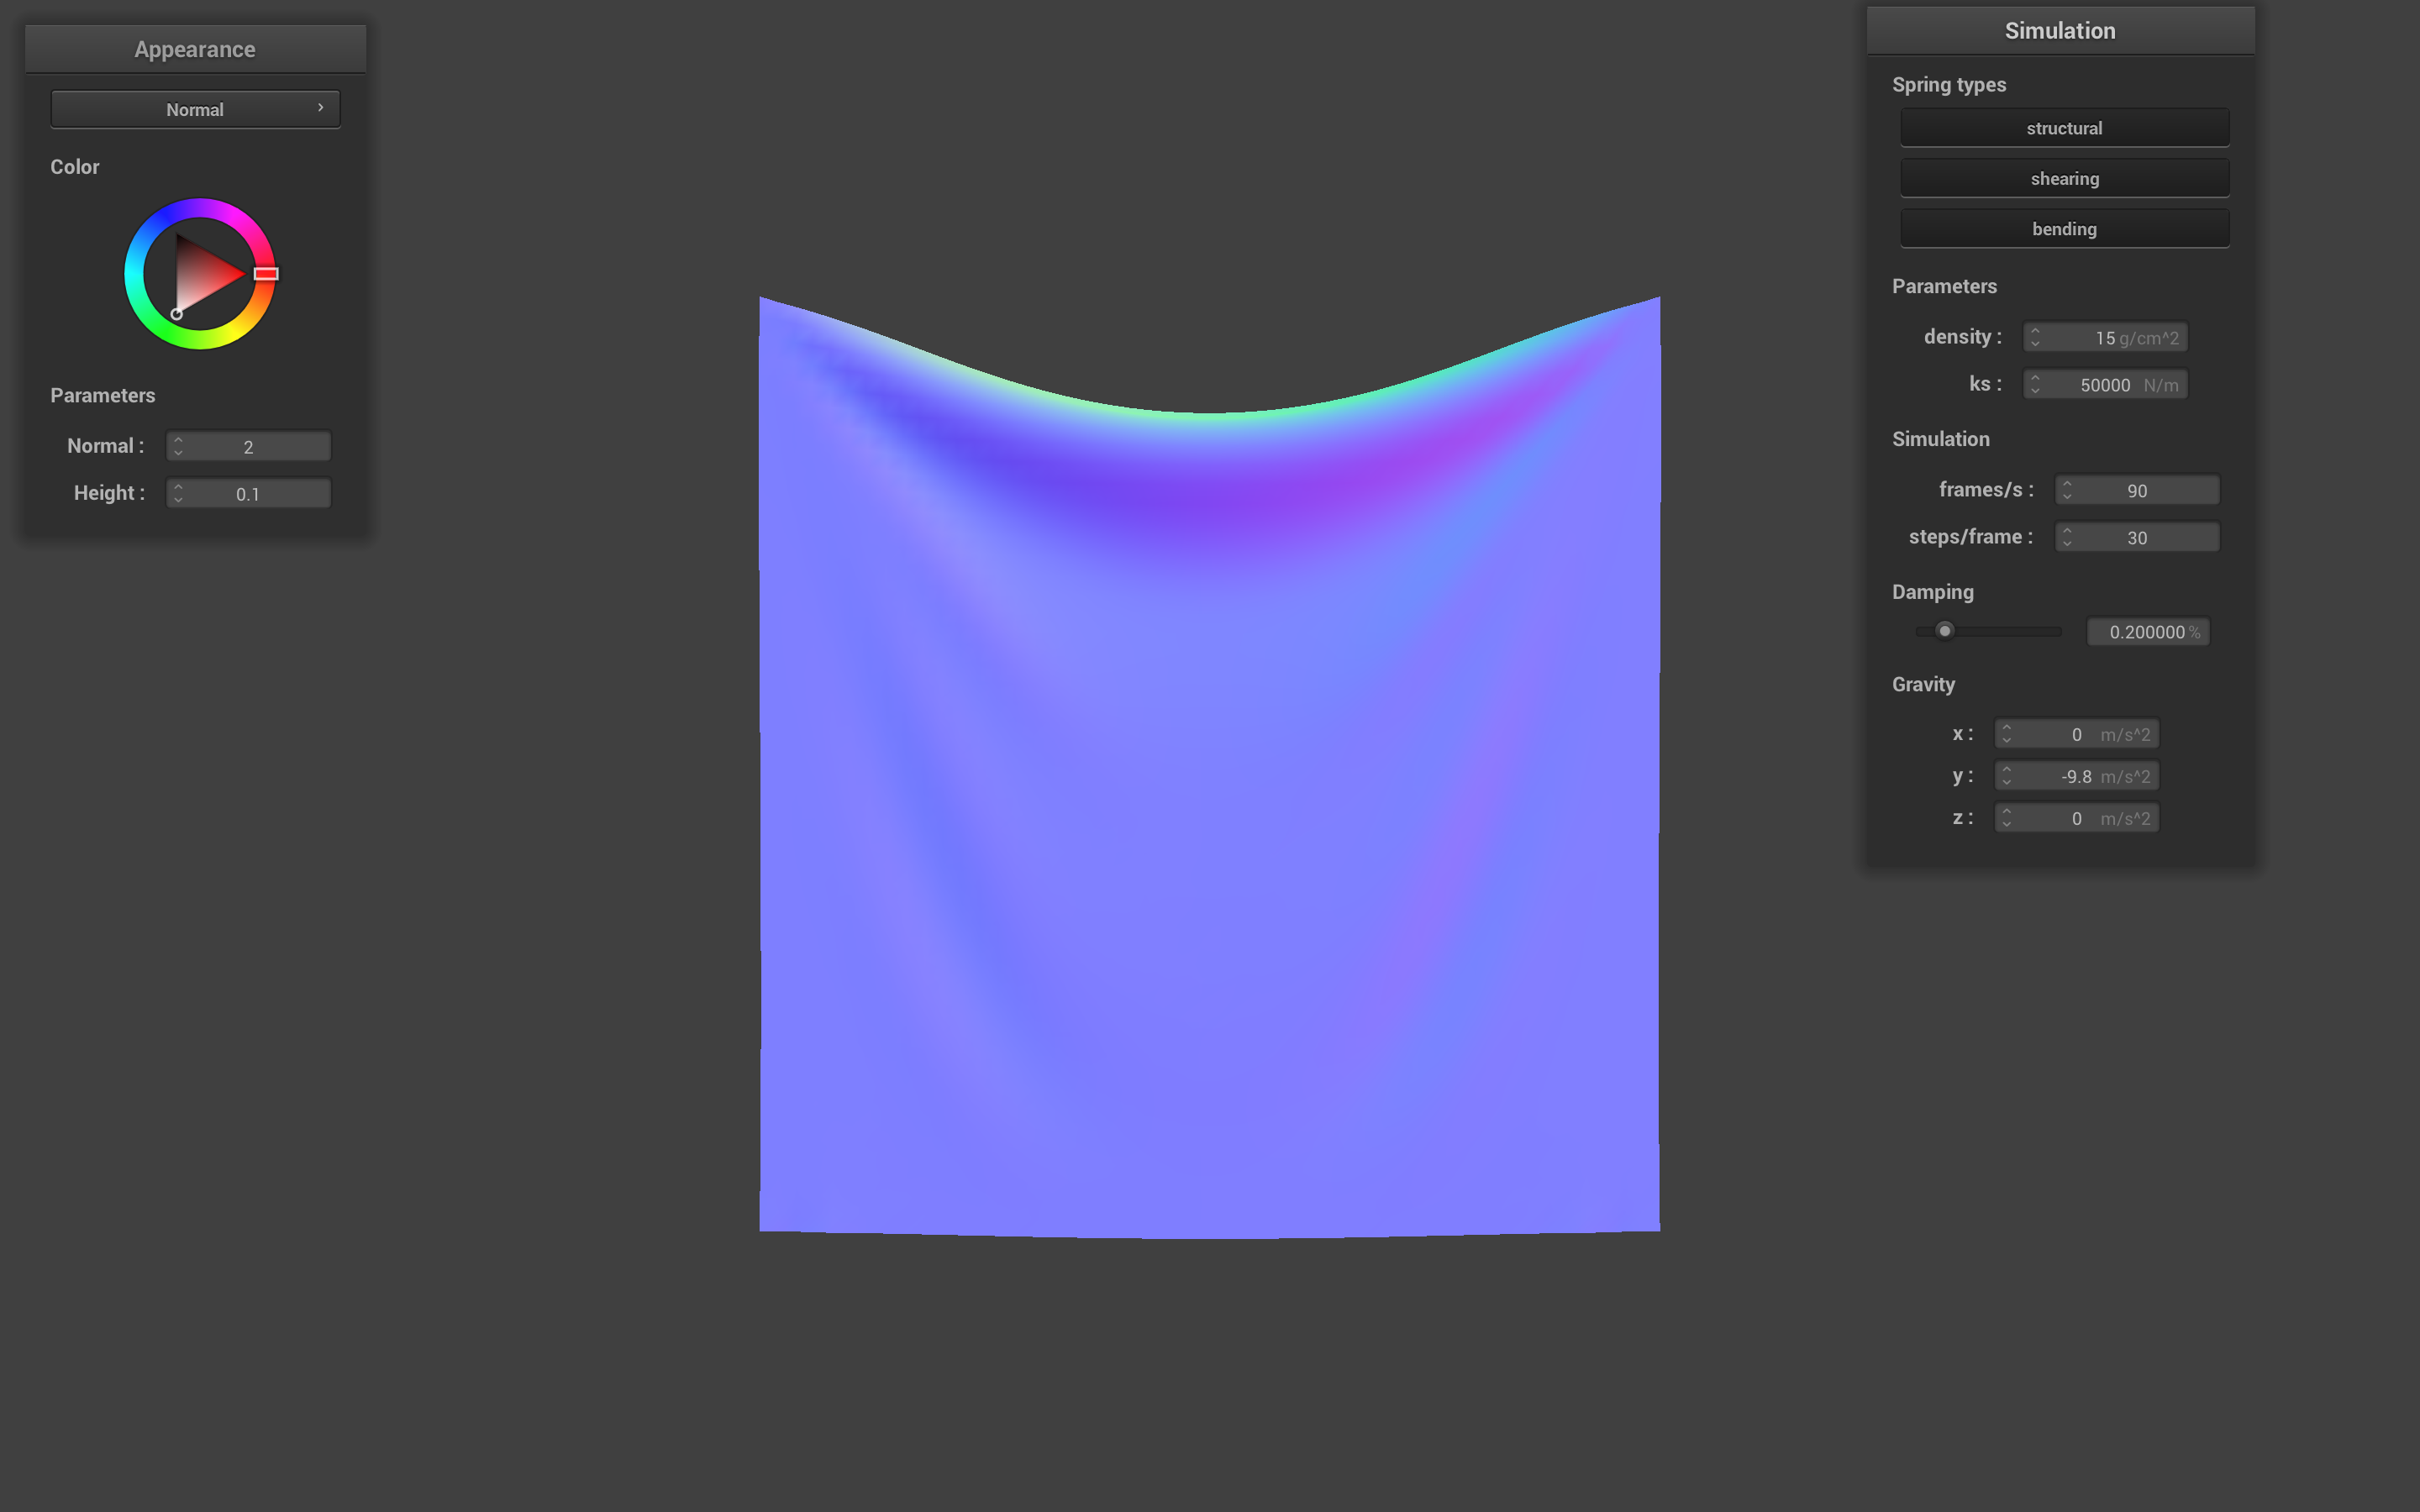 Appearance
Normal
Color
Parameters
Normal : 2
Height : 0.1
Simulation
Spring types
structural
shearing
bending
Parameters
density : 15 g/cm^2
ks : 50000 N/m
Simulation
frames/s : 90
steps/frame : 30
Damping
0.200000 %
Gravity
x : 0 m/s^2
y : -9.8 m/s^2
z : 0 m/s^2